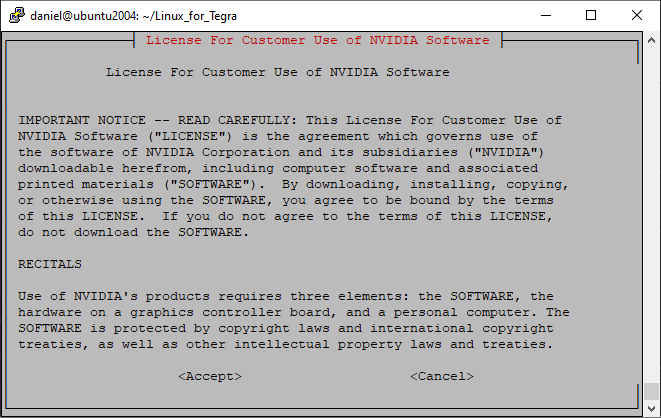 daniel@ubuntu2004: ~/Linux_for_Tegra
License For Customer Use of NVIDIA Software
License For Customer Use of NVIDIA Software
IMPORTANT NOTICE -- READ CAREFULLY: This License For Customer Use of
NVIDIA Software ("LICENSE") is the agreement which governs use of
the software of NVIDIA Corporation and its subsidiaries ("NVIDIA")
downloadable herefrom, including computer software and associated
printed materials ("SOFTWARE").  By downloading, installing, copying,
or otherwise using the SOFTWARE, you agree to be bound by the terms
of this LICENSE.  If you do not agree to the terms of this LICENSE,
do not download the SOFTWARE.
RECITALS
Use of NVIDIA's products requires three elements: the SOFTWARE, the
hardware on a graphics controller board, and a personal computer. The
SOFTWARE is protected by copyright laws and international copyright
treaties, as well as other intellectual property laws and treaties.
<Accept> <Cancel>